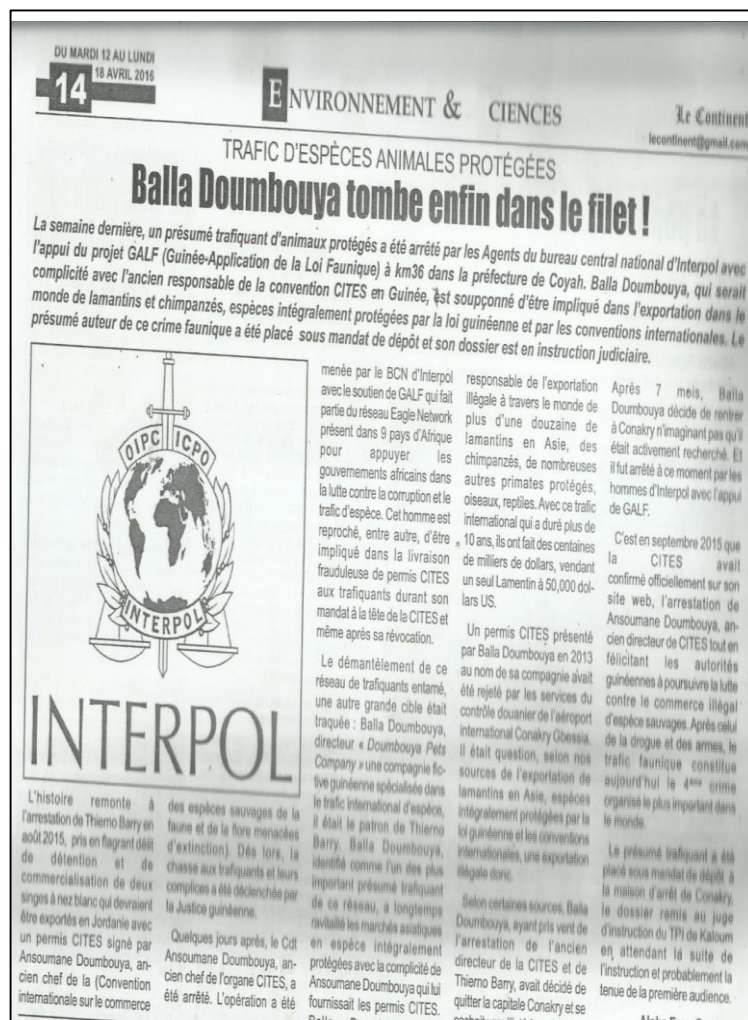 DU MARDI 12 AU LUNDI
18 AVRIL 2016
14
ENVIRONNEMENT & CIENCES
Le Continent
lecontinent@gmail.com
TRAFIC D'ESPÈCES ANIMALES PROTÉGÉES
Balla Doumbouya tombe enfin dans le filet !
La semaine dernière, un présumé trafiquant d'animaux protégés a été arrêté par les Agents du bureau central national d'Interpol avec
l'appui du projet GALF (Guinée-Application de la Loi Faunique) à km36 dans la préfecture de Coyah. Balla Doumbouya, qui serait
complicité avec l'ancien responsable de la convention CITES en Guinée, est soupçonné d'être impliqué dans l'exportation dans le
monde de lamantins et chimpanzés, espèces intégralement protégées par la loi guinéenne et par les conventions internationales. Le
présumé auteur de ce crime faunique a été placé sous mandat de dépôt et son dossier est en instruction judiciaire.
OIPC ICPO
INTERPOL
INTERPOL
L'histoire remonte à
l'arrestation de Thierno Barry en
août 2015, pris en flagrant délit
de détention et de
commercialisation de deux
singes à nez blanc qui devraient
être exportés en Jordanie avec
un permis CITES signé par
Ansoumane Doumbouya, an-
cien chef de la (Convention
internationale sur le commerce
des espèces sauvages de la
faune et de la flore menacées
d'extinction). Dès lors, la
chasse aux trafiquants et leurs
complices a été déclenchée par
la Justice guinéenne.
Quelques jours après, le Cdt
Ansoumane Doumbouya, an-
cien chef de l'organe CITES, a
été arrêté. L'opération a été
menée par le BCN d'Interpol
avec le soutien de GALF qui fait
partie du réseau Eagle Network
présent dans 9 pays d'Afrique
pour appuyer les
gouvernements africains dans
la lutte contre la corruption et le
trafic d'espèce. Cet homme est
reproché, entre autre, d'être
impliqué dans la livraison
frauduleuse de permis CITES
aux trafiquants durant son
mandat à la tête de la CITES et
même après sa révocation.
Le démantèlement de ce
réseau de trafiquants entamé,
une autre grande cible était
traquée : Balla Doumbouya,
directeur « Doumbouya Pets
Company » une compagnie fic-
tive guinéenne spécialisée dans
le trafic international d'espèce,
il était le patron de Thierno
Barry. Balla Doumbouya,
identifié comme l'un des plus
important présumé trafiquant
de ce réseau, a longtemps
ravitaillé les marchés asiatiques
en espèce intégralement
protégées avec la complicité de
Ansoumane Doumbouya qui lui
fournissait les permis CITES.
responsable de l'exportation
illégale à travers le monde de
plus d'une douzaine de
lamantins en Asie, des
chimpanzés, de nombreuses
autres primates protégés,
oiseaux, reptiles. Avec ce trafic
international qui a duré plus de
10 ans, ils ont fait des centaines
de milliers de dollars, vendant
un seul Lamentin à 50,000 dol-
lars US.
Un permis CITES présenté
par Balla Doumbouya en 2013
au nom de sa compagnie avait
été rejeté par les services du
contrôle douanier de l'aéroport
international Conakry Gbessia.
Il était question, selon nos
sources de l'exportation de
lamantins en Asie, espèces
intégralement protégées par la
loi guinéenne et les conventions
internationales, une exportation
illégale donc.
Selon certaines sources, Balla
Doumbouya, ayant pris vent de
l'arrestation de l'ancien
directeur de la CITES et de
Thierno Barry, avait décidé de
quitter la capitale Conakry et se
Après 7 mois, Balla
Doumbouya décide de rentrer
à Conakry n'imaginant pas qu'il
était activement recherché. Et
il fut arrêté à ce moment par les
hommes d'Interpol avec l'appui
de GALF.
C'est en septembre 2015 que
la CITES avait
confirmé officiellement sur son
site web, l'arrestation de
Ansoumane Doumbouya, an-
cien directeur de CITES tout en
félicitant les autorités
guinéennes à poursuivre la lutte
contre le commerce illégal
d'espèce sauvages. Après celui
de la drogue et des armes, le
trafic faunique constitue
aujourd'hui le 4ème crime
organisé le plus important dans
le monde.
Le présumé trafiquant a été
placé sous mandat de dépôt à
la maison d'arrêt de Conakry,
le dossier remis au juge
d'instruction du TPI de Kaloum
en attendant la suite de
l'instruction et probablement la
tenue de la première audience.